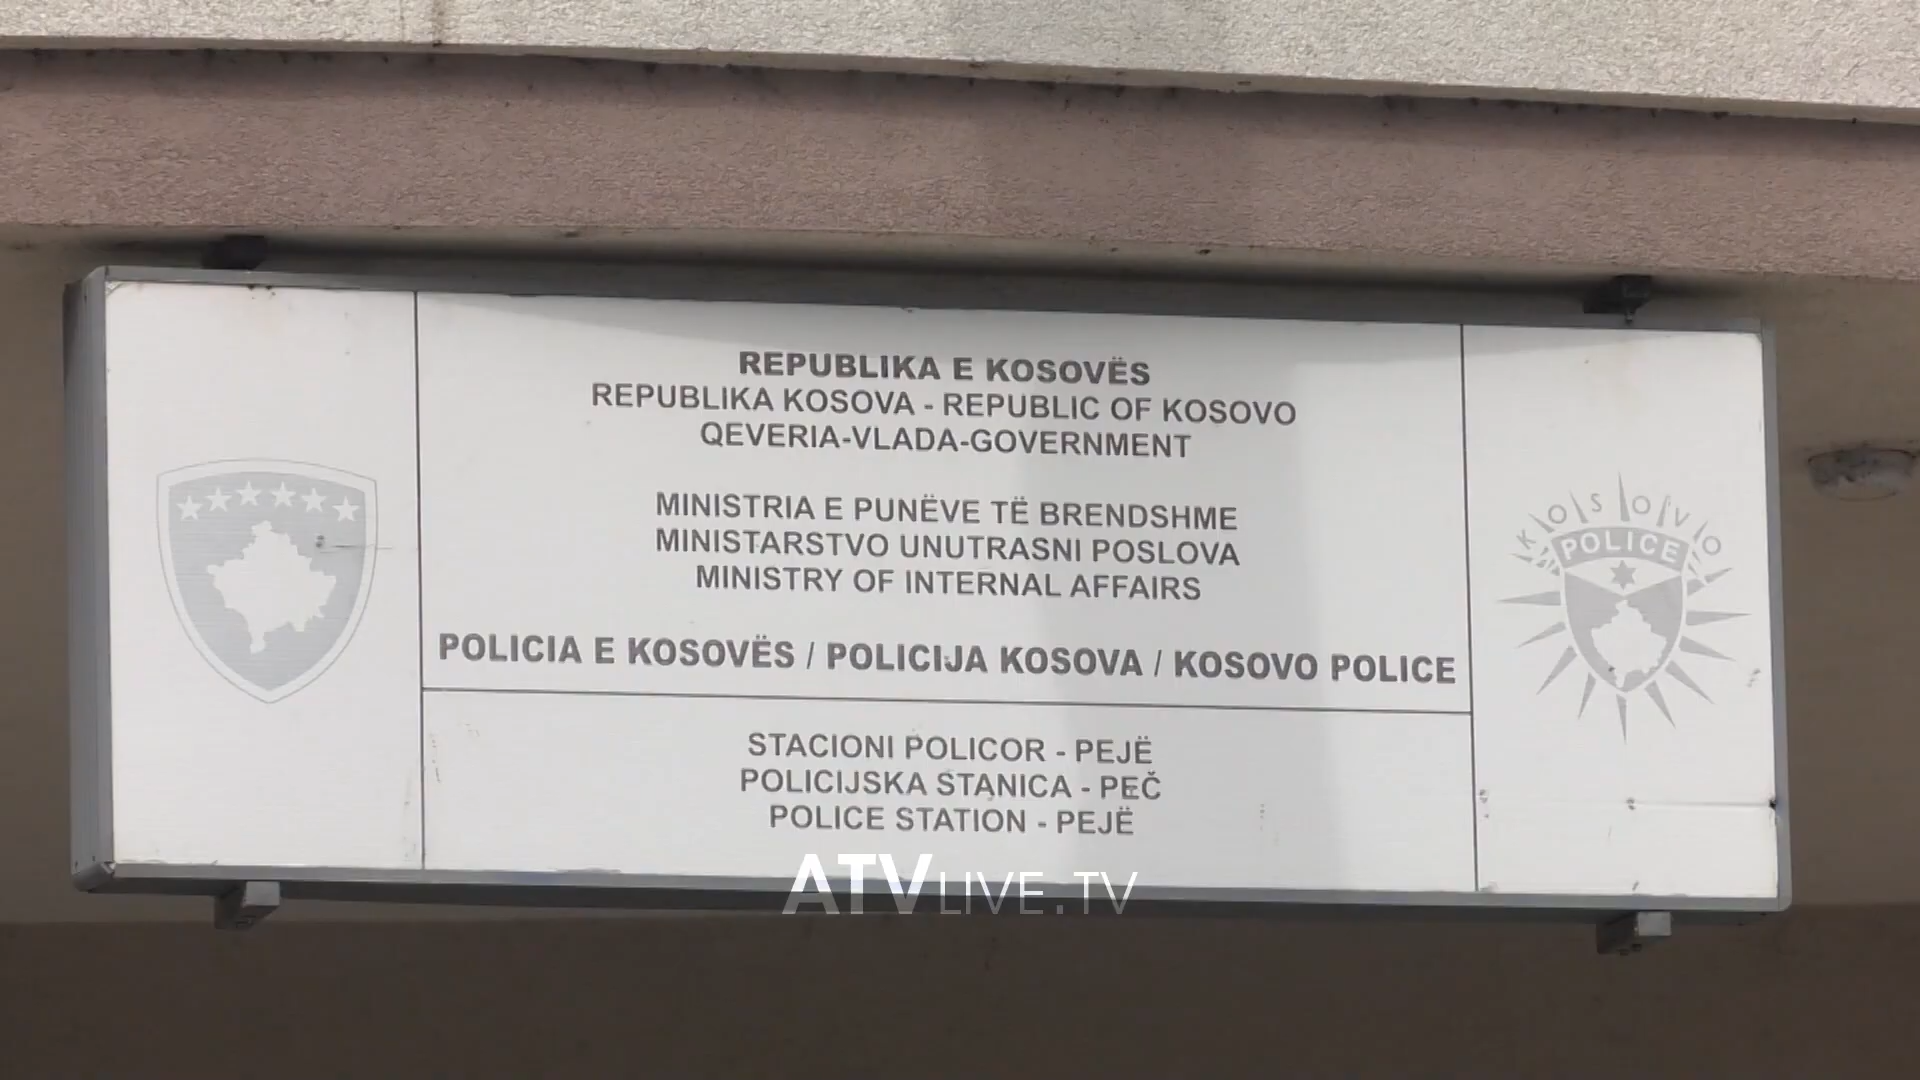 REPUBLIKA E KOSOVËS
REPUBLIKA KOSOVA - REPUBLIC OF KOSOVO
QEVERIA-VLADA-GOVERNMENT
MINISTRIA E PUNËVE TË BRENDSHME
MINISTARSTVO UNUTRASNI POSLOVA
MINISTRY OF INTERNAL AFFAIRS
POLICIA E KOSOVËS / POLICIJA KOSOVA / KOSOVO POLICE
STACIONI POLICOR - PEJË
POLICIJSKA STANICA - PEČ
POLICE STATION - PEJË
KOSOVO
POLICE
ATVLIVE.TV